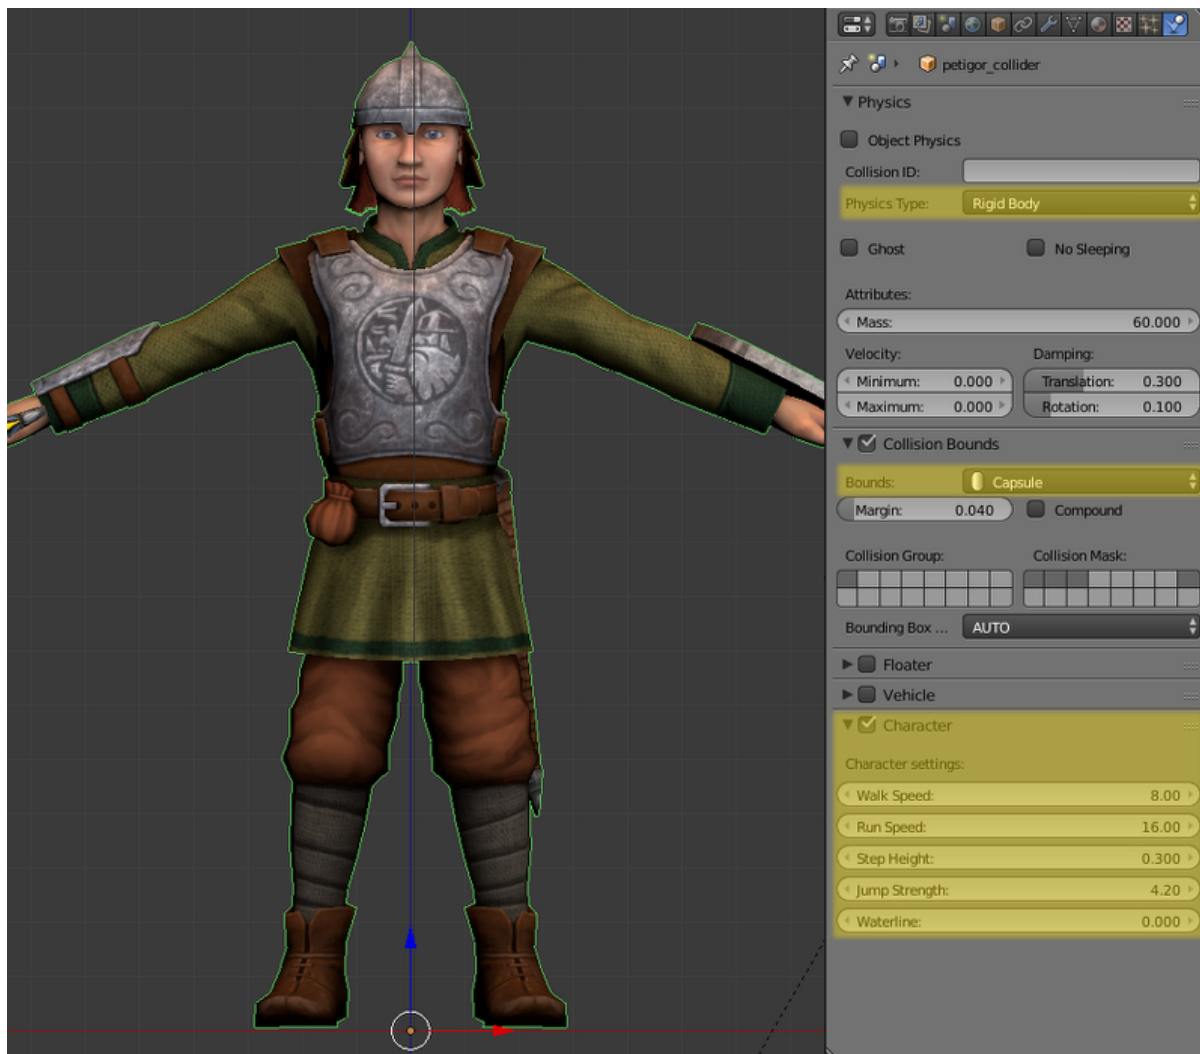 petigor_collider
Physics
Object Physics
Collision ID:
Physics Type: Rigid Body
Ghost No Sleeping
Attributes:
Mass: 60.000
Velocity: Damping:
Minimum: 0.000 Translation: 0.300
Maximum: 0.000 Rotation: 0.100
Collision Bounds
Bounds: Capsule
Margin: 0.040 Compound
Collision Group: Collision Mask:
Bounding Box ... AUTO
Floater
Vehicle
Character
Character settings:
Walk Speed: 8.00
Run Speed: 16.00
Step Height: 0.300
Jump Strength: 4.20
Waterline: 0.000